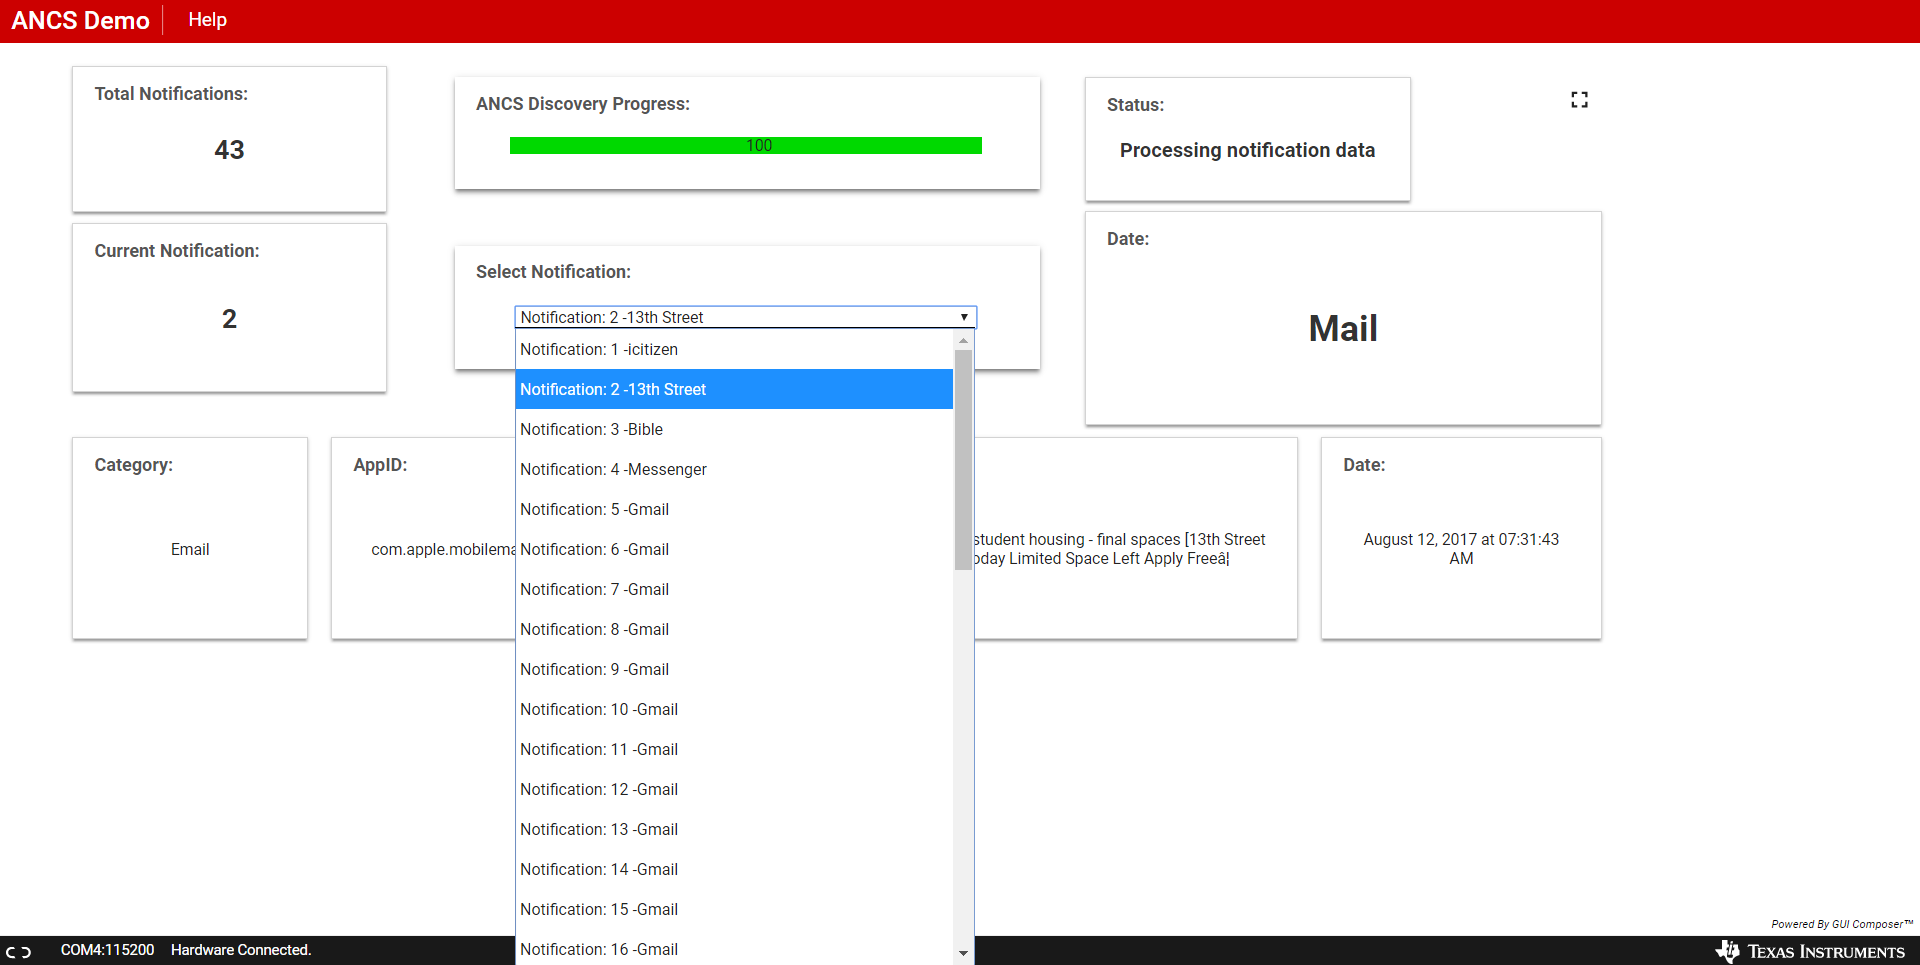 ANCS Demo
Help
Total Notifications:
43
ANCS Discovery Progress:
100
Status:
Processing notification data
Current Notification:
2
Select Notification:
Notification: 2 -13th Street
Notification: 1 -icitizen
Notification: 2 -13th Street
Notification: 3 -Bible
Notification: 4 -Messenger
Notification: 5 -Gmail
Notification: 6 -Gmail
Notification: 7 -Gmail
Notification: 8 -Gmail
Notification: 9 -Gmail
Notification: 10 -Gmail
Notification: 11 -Gmail
Notification: 12 -Gmail
Notification: 13 -Gmail
Notification: 14 -Gmail
Notification: 15 -Gmail
Notification: 16 -Gmail
Date:
Mail
Category:
Email
AppID:
com.apple.mobilema
student housing - final spaces [13th Street
oday Limited Space Left Apply Freeâ¦
Date:
August 12, 2017 at 07:31:43
AM
Powered By GUI Composer™
COM4:115200
Hardware Connected.
TEXAS INSTRUMENTS